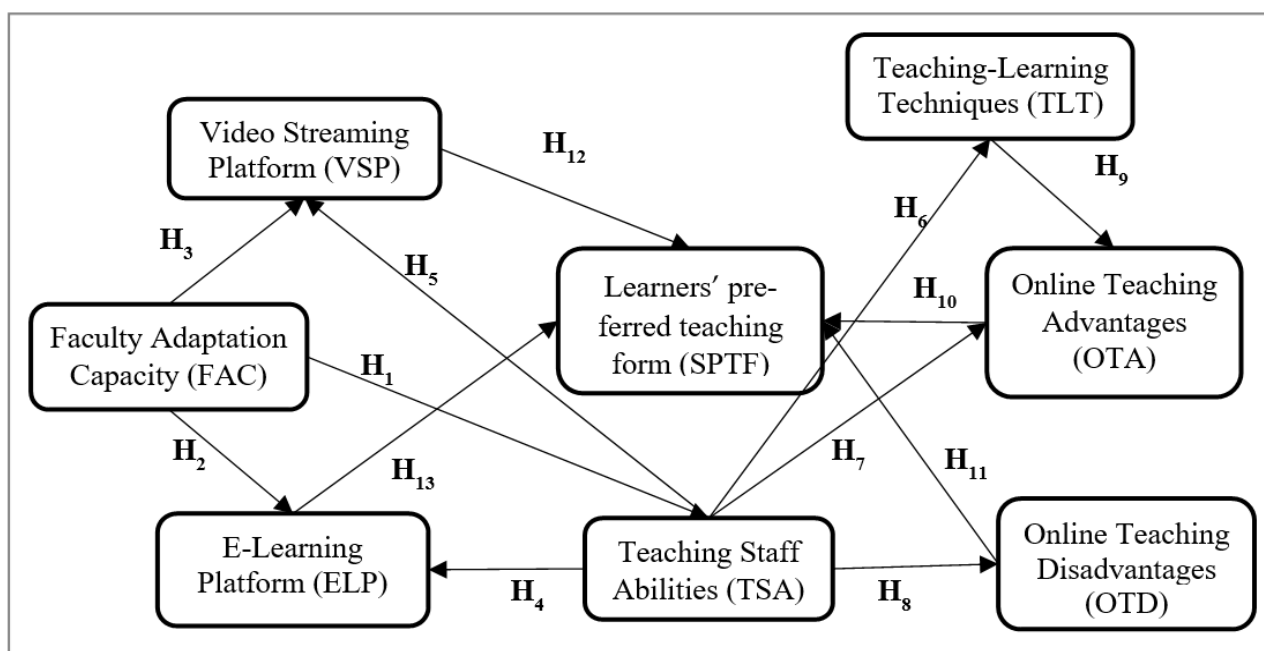 Teaching-Learning
Techniques (TLT)
Video Streaming
Platform (VSP)
H12
H9
H3
H5
H6
Learners’ pre-
ferred teaching
form (SPTF)
H10
Online Teaching
Advantages
(OTA)
Faculty Adaptation
Capacity (FAC)
H1
H2
H13
H7
H11
E-Learning
Platform (ELP)
H4
Teaching Staff
Abilities (TSA)
H8
Online Teaching
Disadvantages
(OTD)